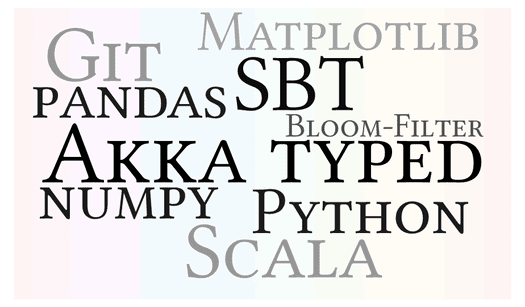 Matplotlib
Git
pandas
SBT
Bloom-Filter
Akka typed
numpy
Python
Scala